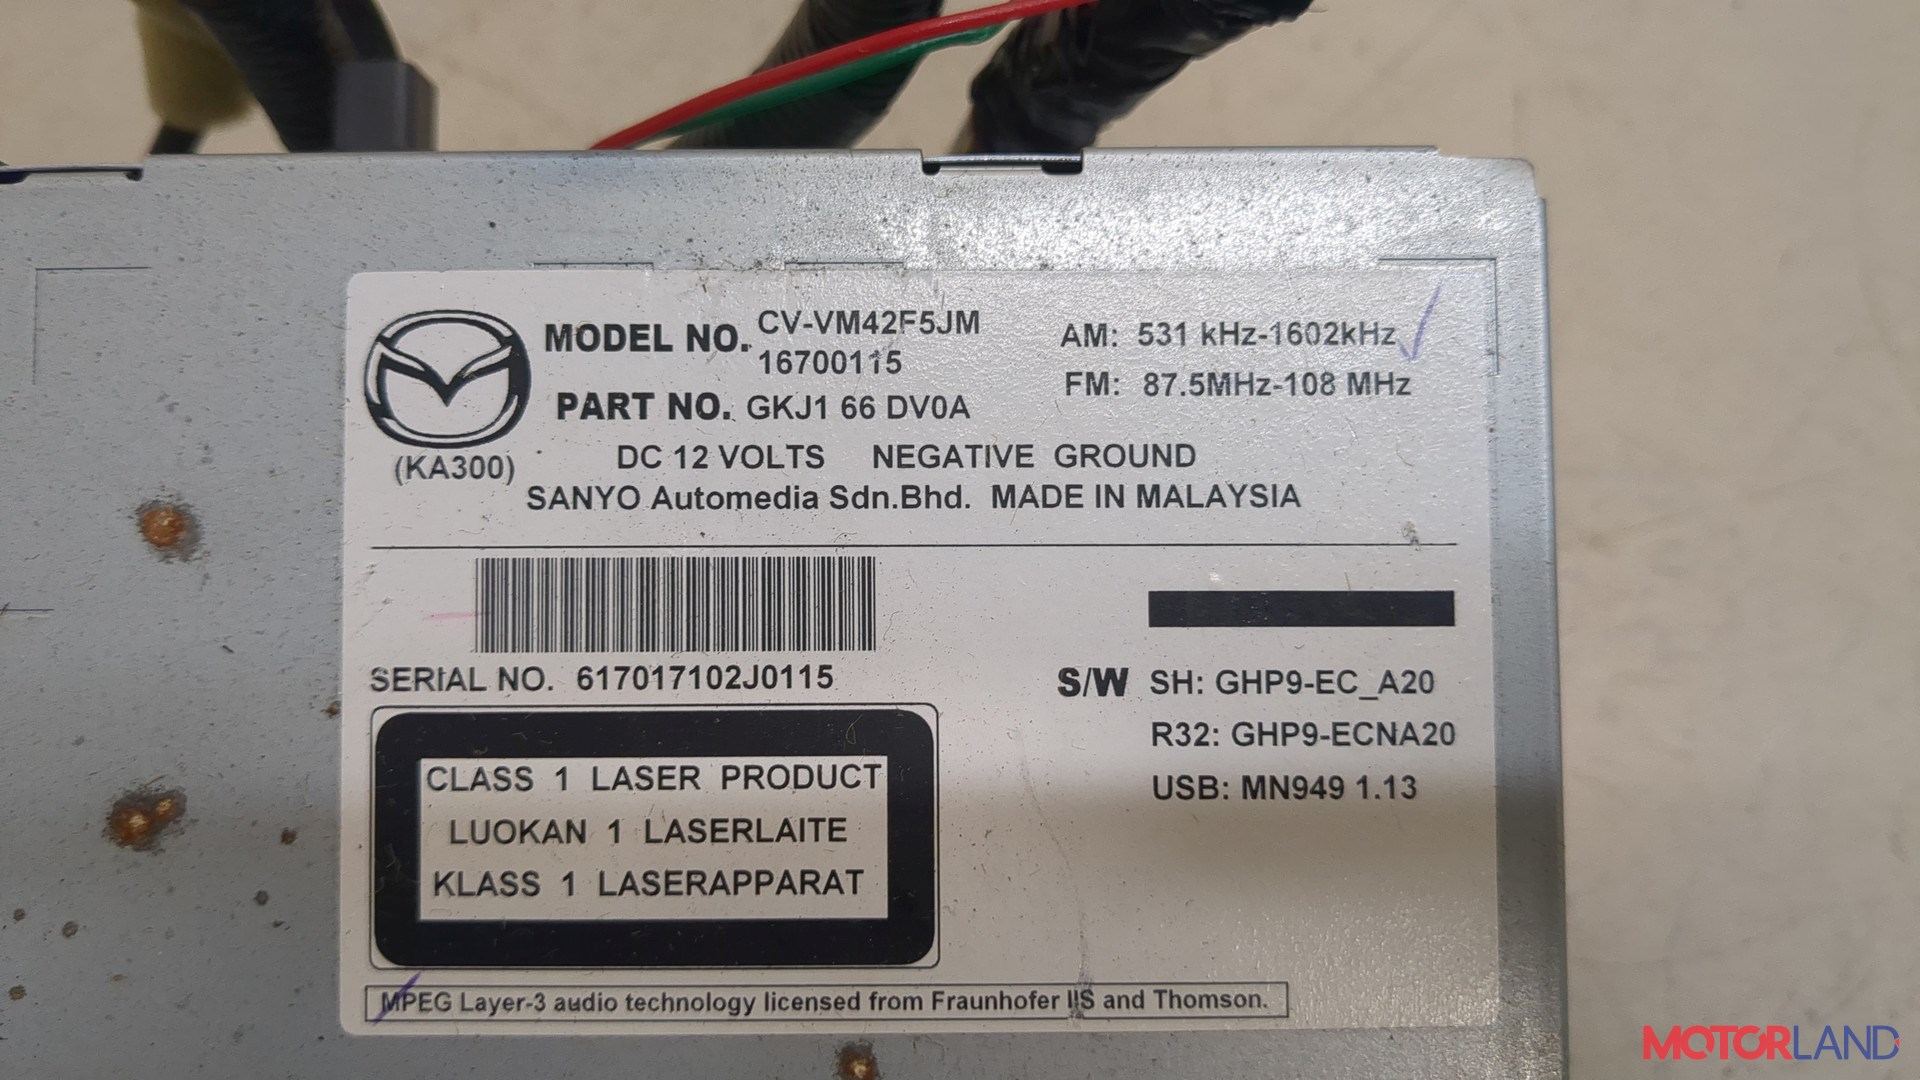 MODEL NO. CV-VM42F5JM
16700115
AM: 531 kHz-1602kHz
FM: 87.5MHz-108 MHz
PART NO. GKJ1 66 DV0A
(KA300)
DC 12 VOLTS NEGATIVE GROUND
SANYO Automedia Sdn.Bhd. MADE IN MALAYSIA
SERIAL NO. 617017102J0115
S/W SH: GHP9-EC_A20
R32: GHP9-ECNA20
USB: MN949 1.13
CLASS 1 LASER PRODUCT
LUOKAN 1 LASERLAITE
KLASS 1 LASERAPPARAT
MPEG Layer-3 audio technology licensed from Fraunhofer IIS and Thomson.
MOTORLAND